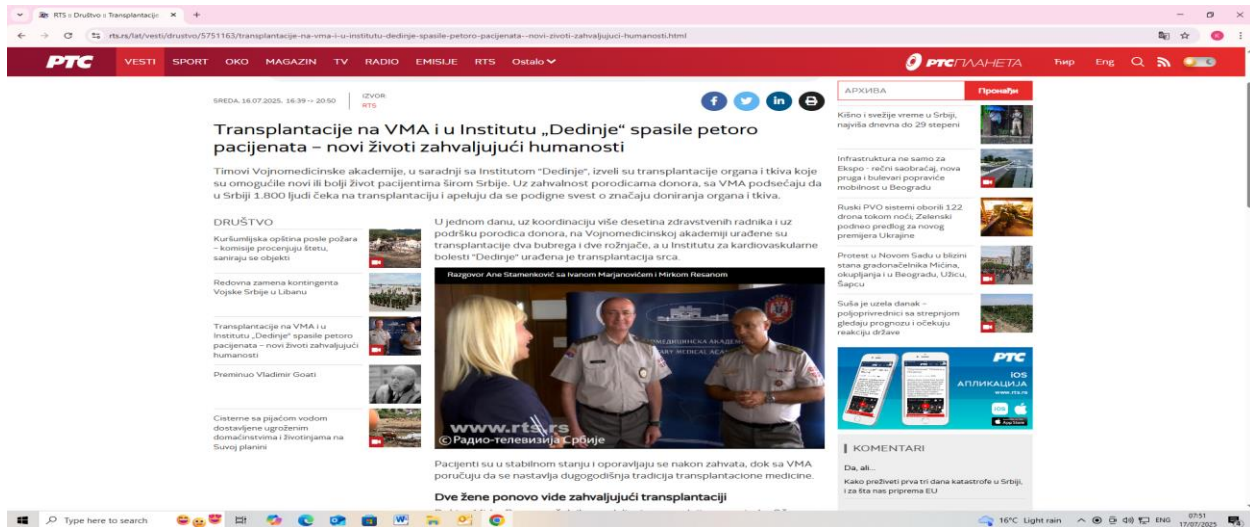 RTS :: Društvo :: Transplantacije
rts.rs/lat/vesti/drustvo/5751163/transplantacije-na-vma-i-u-institutu-dedinje-spasile-petoro-pacijenata--novi-zivoti-zahvaljujuci-humanosti.html
РТС VESTI SPORT OKO MAGAZIN TV RADIO EMISIJE RTS Ostalo РТС ПЛАНЕТА Ћир Eng
SREDA, 16.07.2025, 16:39 -> 20:50
IZVOR
RTS
Transplantacije na VMA i u Institutu „Dedinje“ spasile petoro
pacijenata – novi životi zahvaljujući humanosti
Timovi Vojnomedicinske akademije, u saradnji sa Institutom "Dedinje", izveli su transplantacije organa i tkiva koje
su omogućile novi ili bolji život pacijentima širom Srbije. Uz zahvalnost porodicama donora, sa VMA podsećaju da
u Srbiji 1.800 ljudi čeka na transplantaciju i apeluju da se podigne svest o značaju doniranja organa i tkiva.
DRUŠTVO
Kuršumlijska opština posle požara
– komisije procenjuju štetu,
saniraju se objekti
Redovna zamena kontingenta
Vojske Srbije u Libanu
Transplantacije na VMA i u
Institutu „Dedinje“ spasile petoro
pacijenata – novi životi zahvaljujući
humanosti
Preminuo Vladimir Goati
Cisterne sa pijaćom vodom
dostavljene ugroženim
domaćinstvima i životinjama na
Suvoj planini
U jednom danu, uz koordinaciju više desetina zdravstvenih radnika i uz
podršku porodica donora, na Vojnomedicinskoj akademiji urađene su
transplantacije dva bubrega i dve rožnjače, a u Institutu za kardiovaskularne
bolesti "Dedinje" urađena je transplantacija srca.
Razgovor Ane Stamenković sa Ivanom Marjanovićem i Mirkom Resanom
www.rts.rs
© Радио-телевизија Србије
Pacijenti su u stabilnom stanju i oporavljaju se nakon zahvata, dok sa VMA
poručuju da se nastavlja dugogodišnja tradicija transplantacione medicine.
Dve žene ponovo vide zahvaljujući transplantaciji
АРХИВА Пронађи
Kišno i svežije vreme u Srbiji,
najviša dnevna do 29 stepeni
Infrastruktura ne samo za
Ekspo - rečni saobraćaj, nova
pruga i bulevari popraviće
mobilnost u Beogradu
Ruski PVO sistemi oborili 122
drona tokom noći; Zelenski
podneo predlog za novog
premijera Ukrajine
Protest u Novom Sadu u blizini
stana gradonačelnika Mićina,
okupljanja i u Beogradu, Užicu,
Šapcu
Suša je uzela danak –
poljoprivrednici sa strepnjom
gledaju prognozu i očekuju
reakciju države
РТС
iOS
АПЛИКАЦИЈА
www.rts.rs
iOS
App Store
KOMENTARI
Da, ali...
Kako preživeti prva tri dana katastrofe u Srbiji,
i za šta nas priprema EU
Type here to search
16°C Light rain
ENG
07:51
17/07/2025